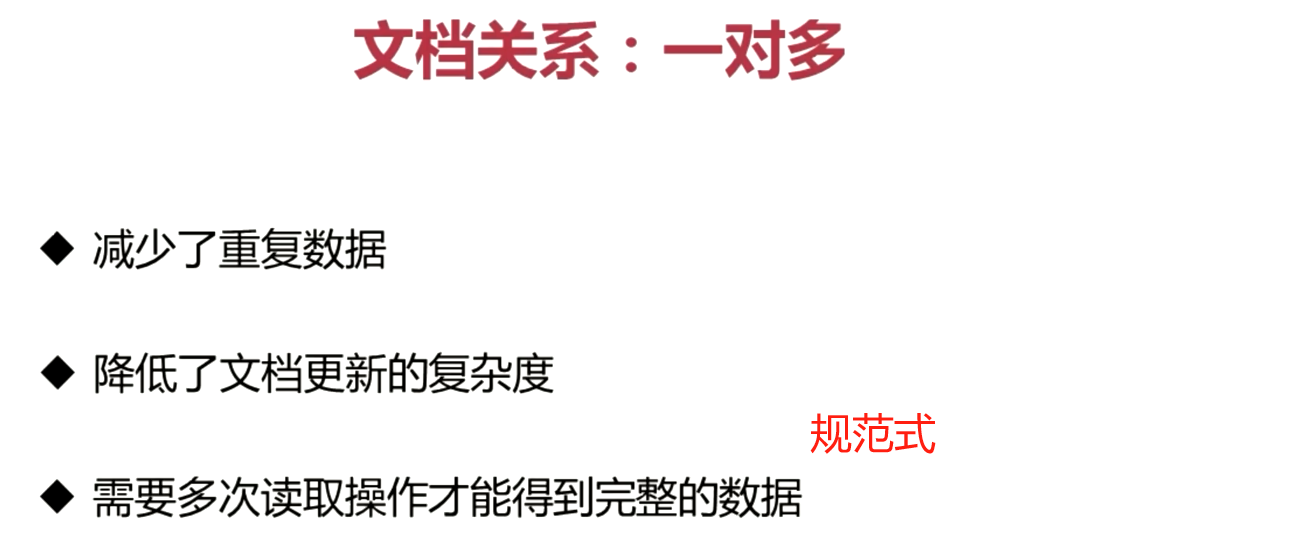 文档关系：一对多
◆ 减少了重复数据
◆ 降低了文档更新的复杂度
规范式
◆ 需要多次读取操作才能得到完整的数据